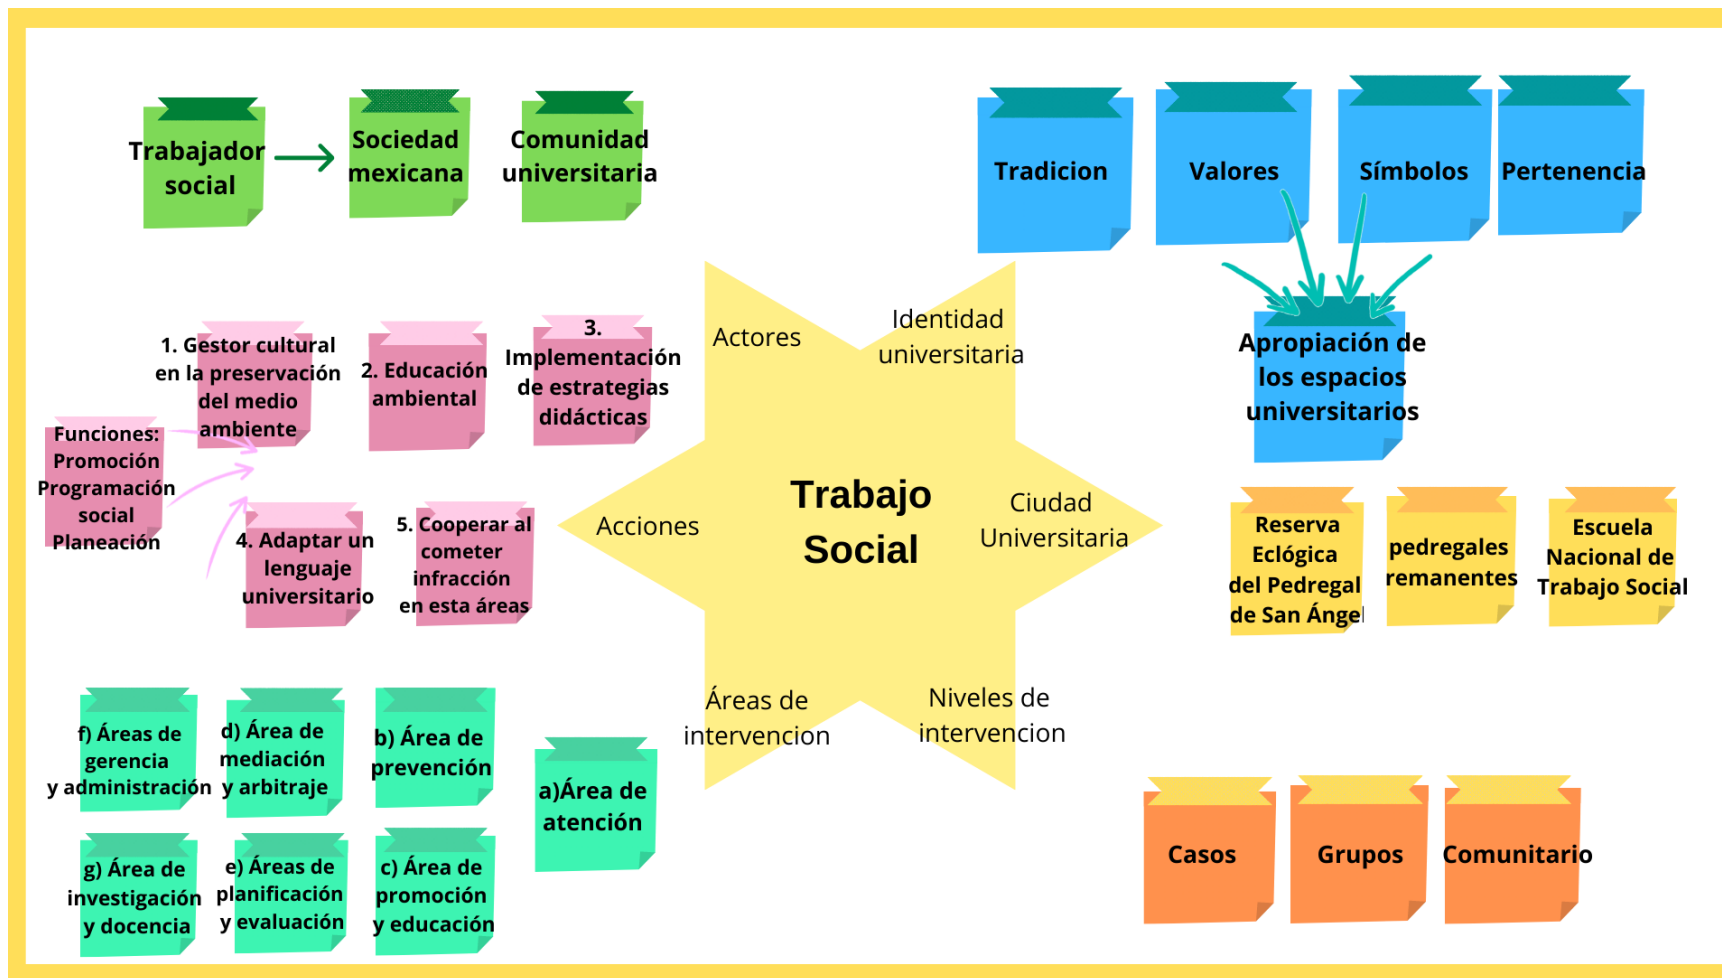 Trabajador
social
Sociedad
mexicana
Comunidad
universitaria
Tradicion
Valores
Símbolos
Pertenencia
Actores
Identidad
universitaria
Apropiación de
los espacios
universitarios
1. Gestor cultural
en la preservación
del medio
ambiente
2. Educación
ambiental
3.
Implementación
de estrategias
didácticas
Funciones:
Promoción
Programación
social
Planeación
4. Adaptar un
lenguaje
universitario
5. Cooperar al
cometer
infracción
en esta áreas
Acciones
Trabajo
Social
Ciudad
Universitaria
Reserva
Eclógica
del Pedregal
de San Ángel
pedregales
remanentes
Escuela
Nacional de
Trabajo Social
Áreas de
intervencion
Niveles de
intervencion
f) Áreas de
gerencia
y administración
d) Área de
mediación
y arbitraje
b) Área de
prevención
a)Área de
atención
g) Área de
investigación
y docencia
e) Áreas de
planificación
y evaluación
c) Área de
promoción
y educación
Casos
Grupos
Comunitario